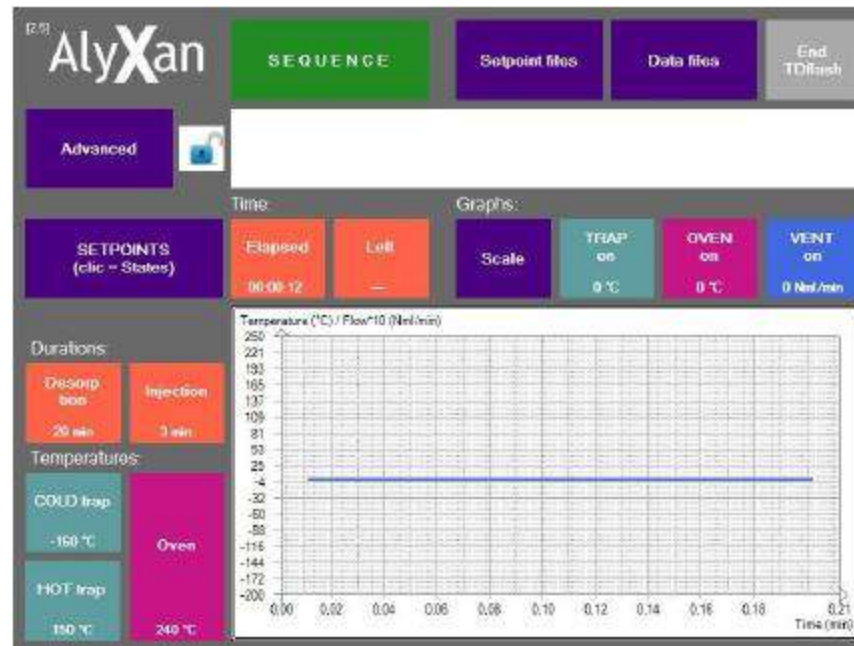 [2.5]
AlyXan
SEQUENCE
Setpoint files
Data files
End
TDflash
Advanced
Time:
Graphs:
SETPOINTS
(clic = States)
Elapsed
00:00:12
Left
---
Scale
TRAP
on
0 °C
OVEN
on
0 °C
VENT
on
0 Nml/min
Durations:
Desorp
tion
20 min
Injection
3 min
Temperatures:
COLD trap
-160 °C
HOT trap
150 °C
Oven
240 °C
Temperature (°C) / Flow*10 (Nml/min)
250
221
193
165
137
109
81
53
25
-4
-32
-60
-88
-116
-144
-172
-200
0.00 0.02 0.04 0.06 0.08 0.10 0.12 0.14 0.16 0.18 0.21
Time (min)